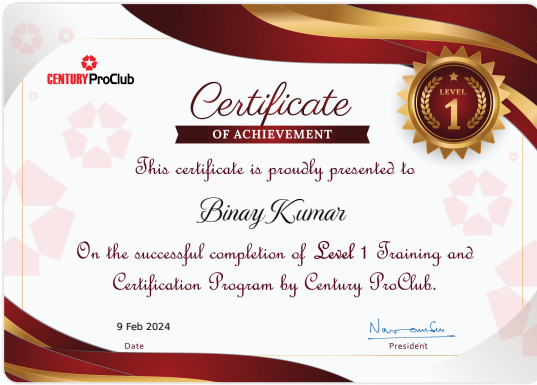 CENTURY ProClub
LEVEL
1
Certificate
OF ACHIEVEMENT
This certificate is proudly presented to
Binay Kumar
On the successful completion of Level 1 Training and
Certification Program by Century ProClub.
9 Feb 2024
Date
President